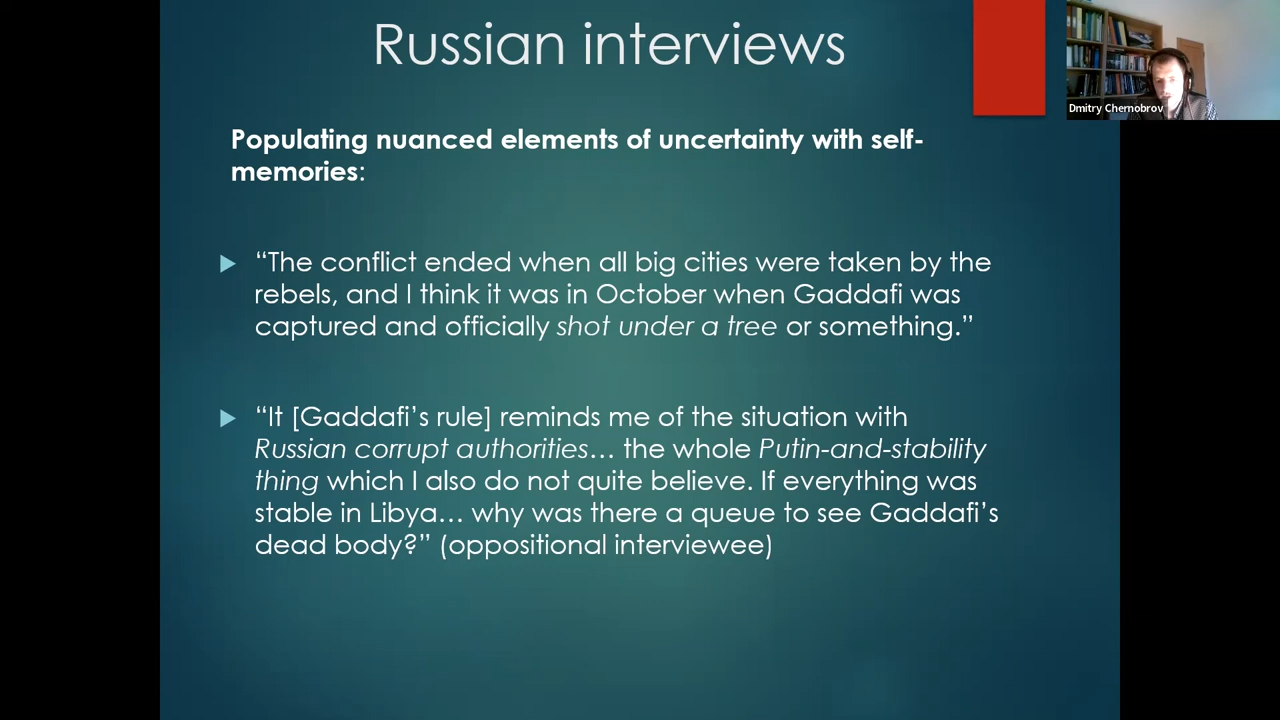 Russian interviews
Dmitry Chernobrov
Populating nuanced elements of uncertainty with self-
memories:
“The conflict ended when all big cities were taken by the
rebels, and I think it was in October when Gaddafi was
captured and officially shot under a tree or something.”
“It [Gaddafi’s rule] reminds me of the situation with
Russian corrupt authorities… the whole Putin-and-stability
thing which I also do not quite believe. If everything was
stable in Libya… why was there a queue to see Gaddafi’s
dead body?” (oppositional interviewee)